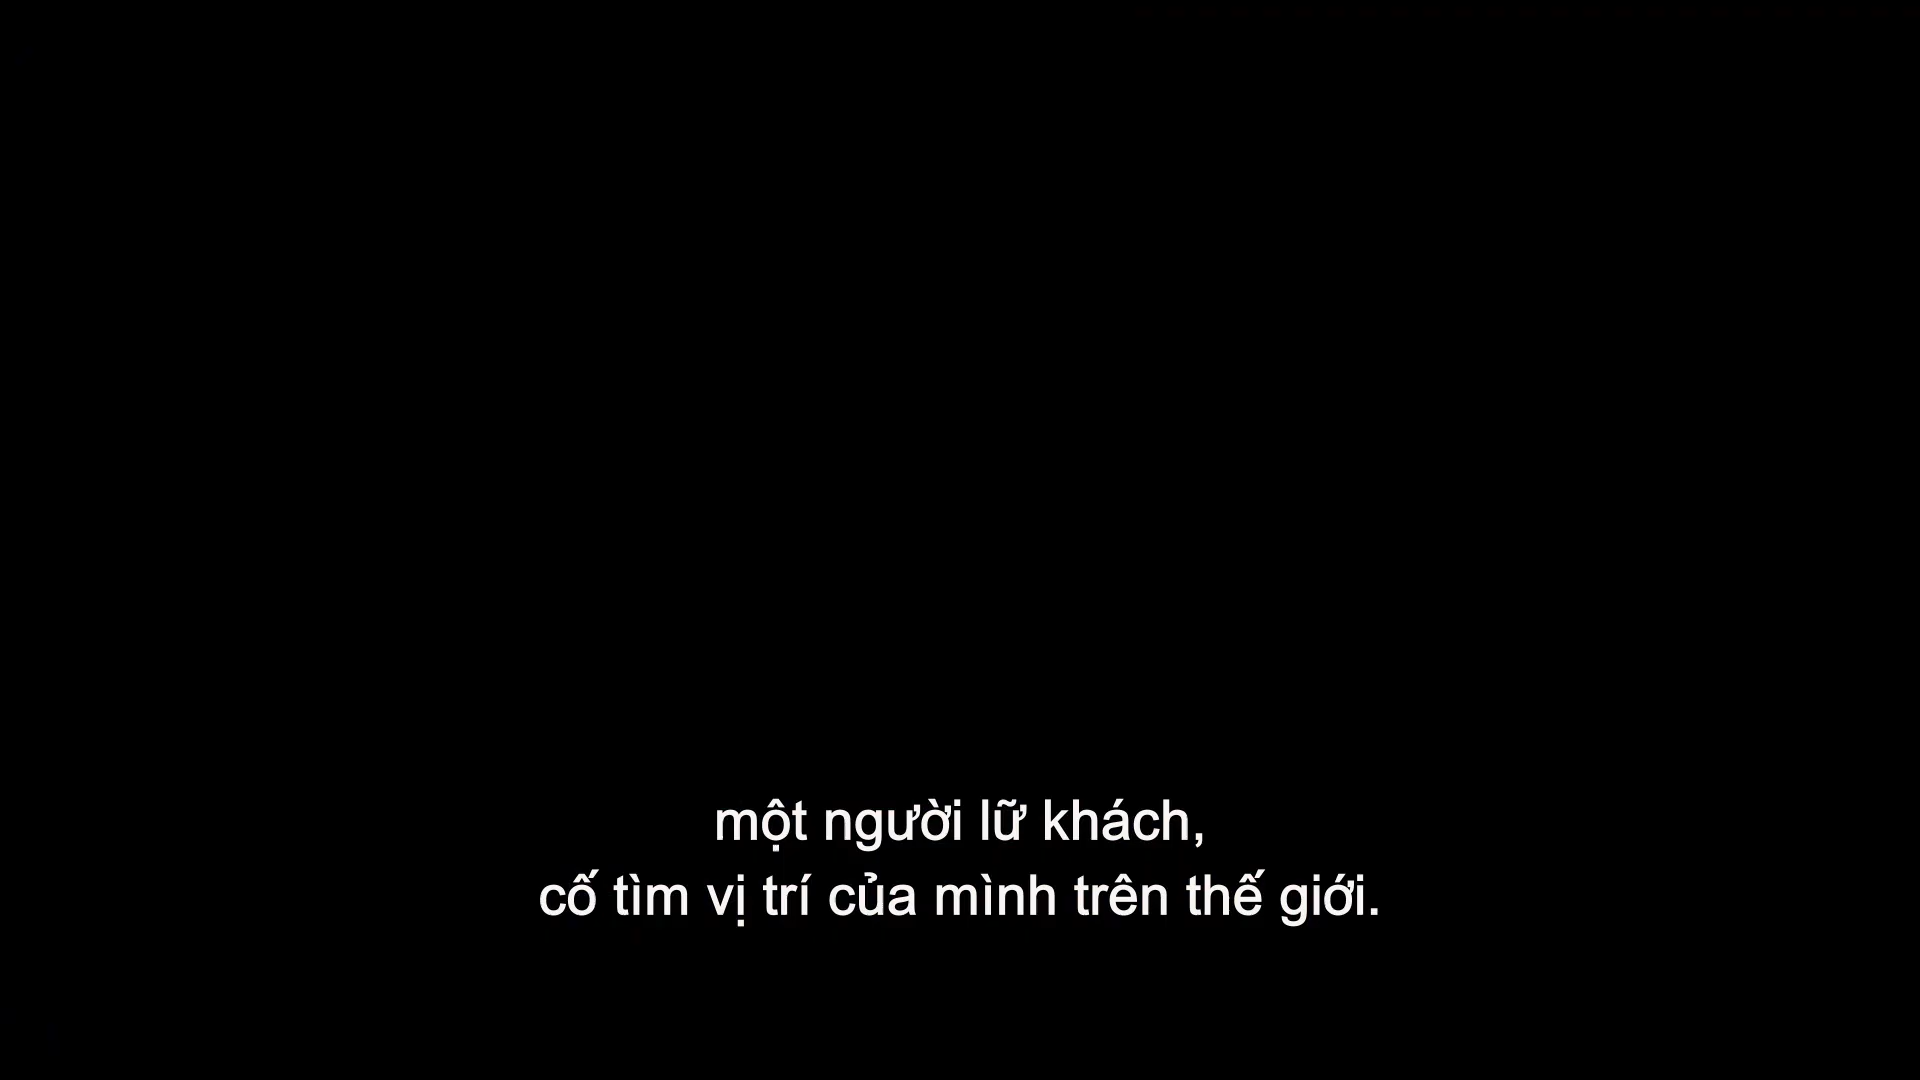 một người lữ khách,
cố tìm vị trí của mình trên thế giới.